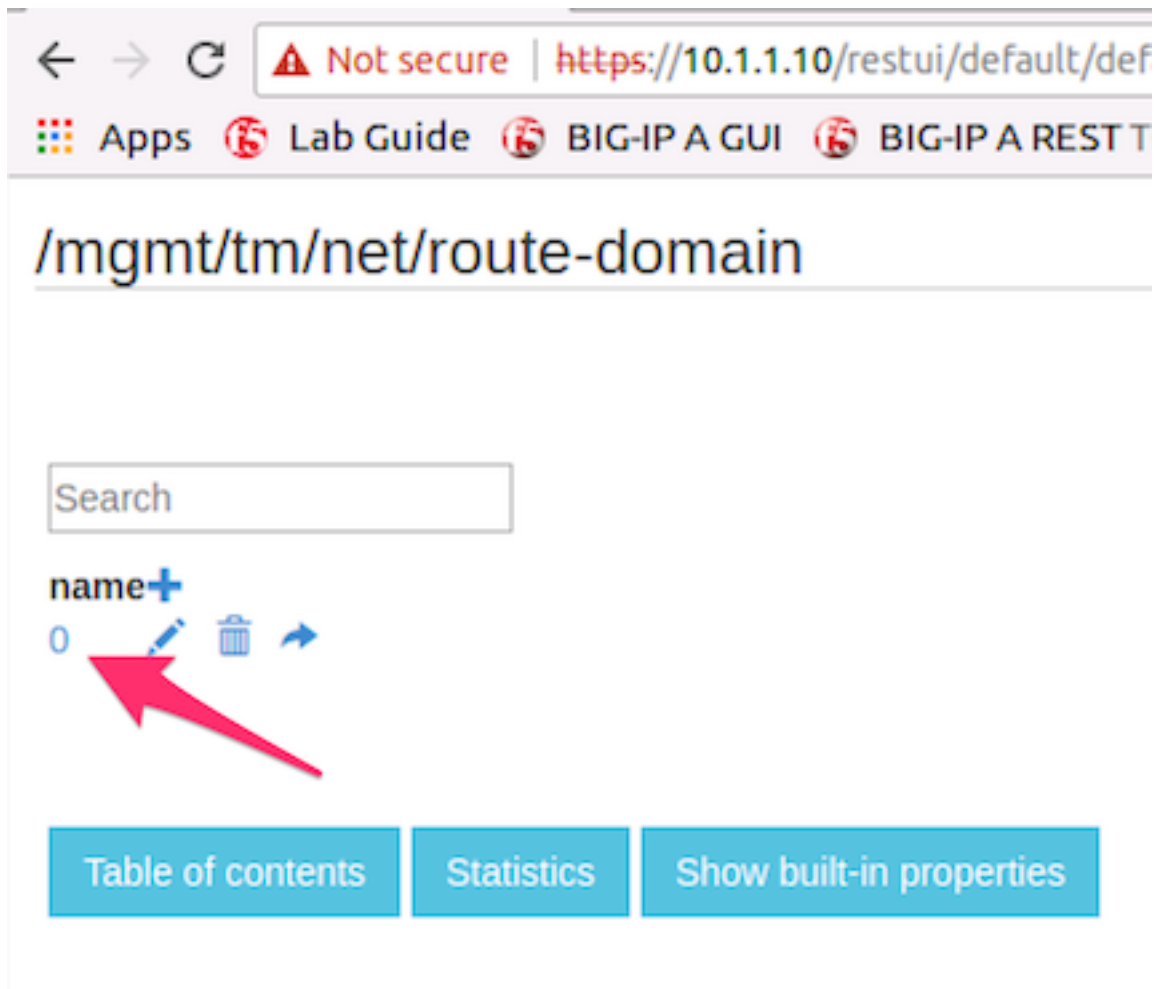 Not secure | https://10.1.1.10/restui/default/def
Apps Lab Guide BIG-IP A GUI BIG-IP A REST T
/mgmt/tm/net/route-domain
Search
name
0
Table of contents Statistics Show built-in properties